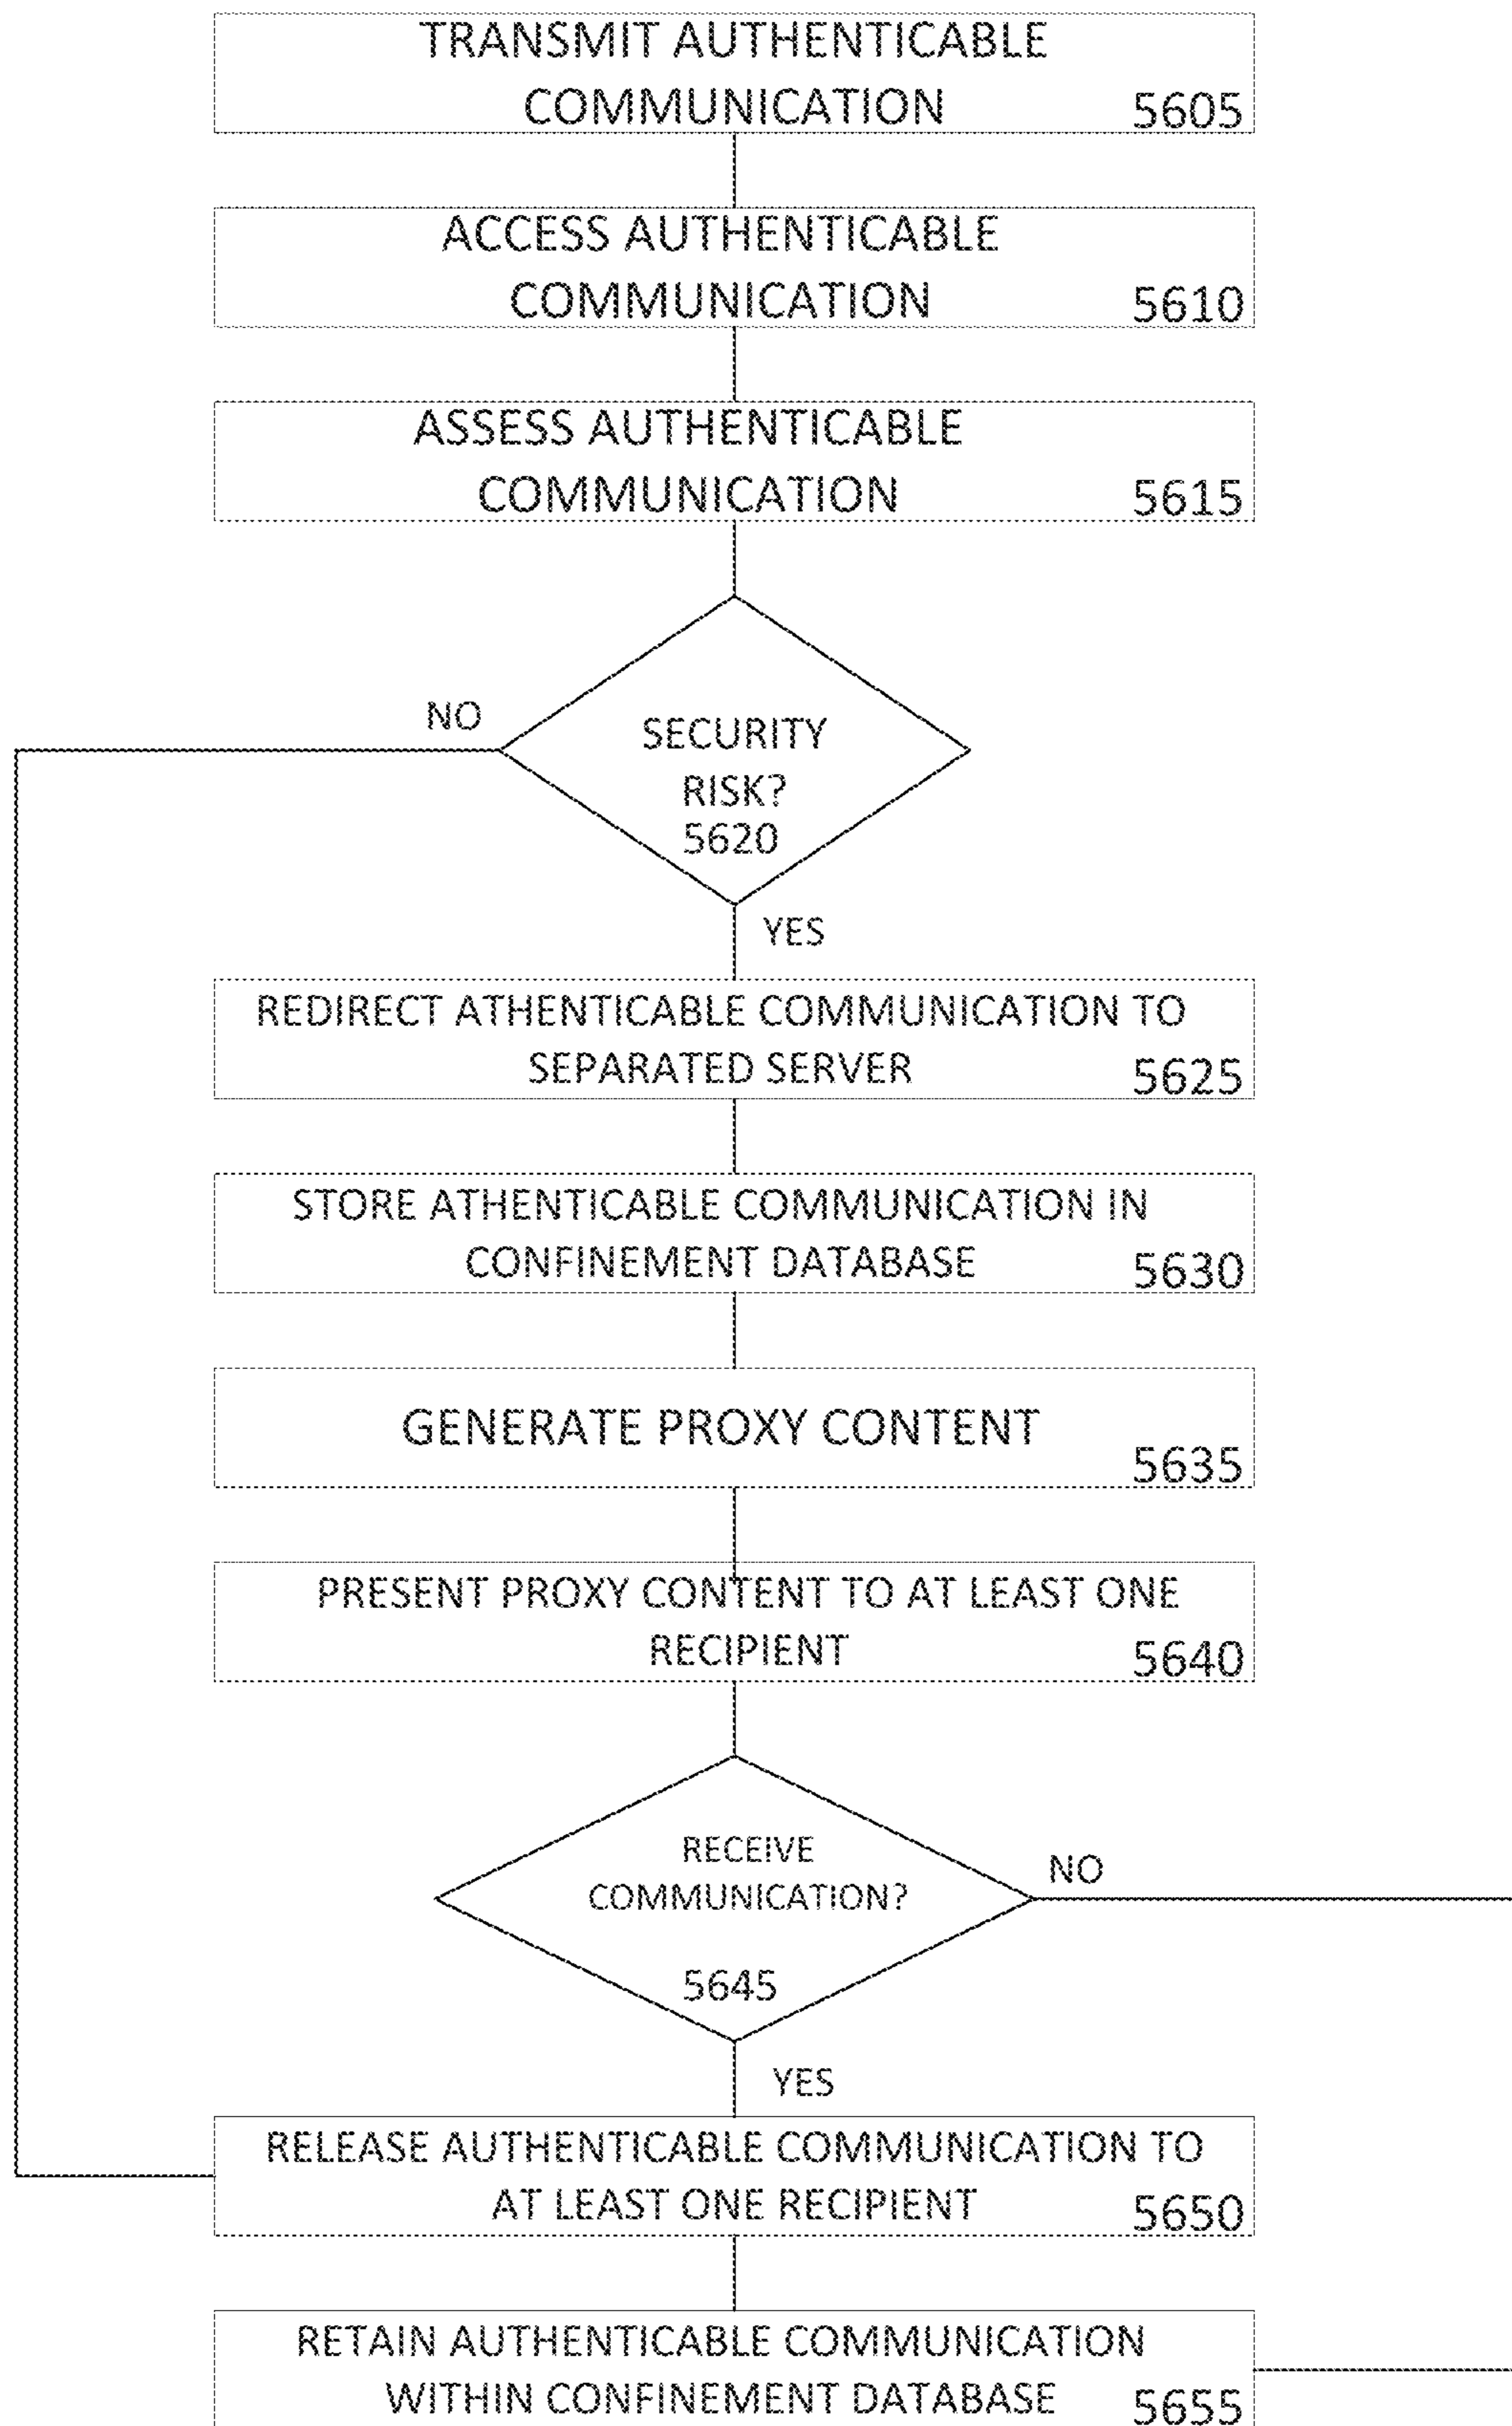 TRANSMIT AUTHENTICABLE
COMMUNICATION 5605
ACCESS AUTHENTICABLE
COMMUNICATION 5610
ASSESS AUTHENTICABLE
COMMUNICATION 5615
NO
SECURITY
RISK?
5620
YES
REDIRECT ATHENTICABLE COMMUNICATION TO
SEPARATED SERVER 5625
STORE ATHENTICABLE COMMUNICATION IN
CONFINEMENT DATABASE 5630
GENERATE PROXY CONTENT
5635
PRESENT PROXY CONTENT TO AT LEAST ONE
RECIPIENT 5640
RECEIVE
NO
COMMUNICATION?
5645
YES
RELEASE AUTHENTICABLE COMMUNICATION TO
AT LEAST ONE RECIPIENT 5650
RETAIN AUTHENTICABLE COMMUNICATION
WITHIN CONFINEMENT DATABASE 5655